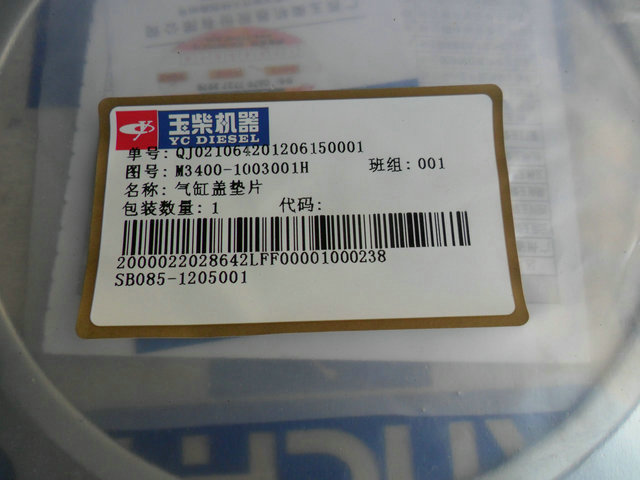 玉柴机器
YC DIESEL
单号: QJ021064201206150001
图号: M3400-1003001H 班组: 001
名称: 气缸盖垫片
包装数量: 1 代码:
2000022028642LFF00001000238
SB085-1205001